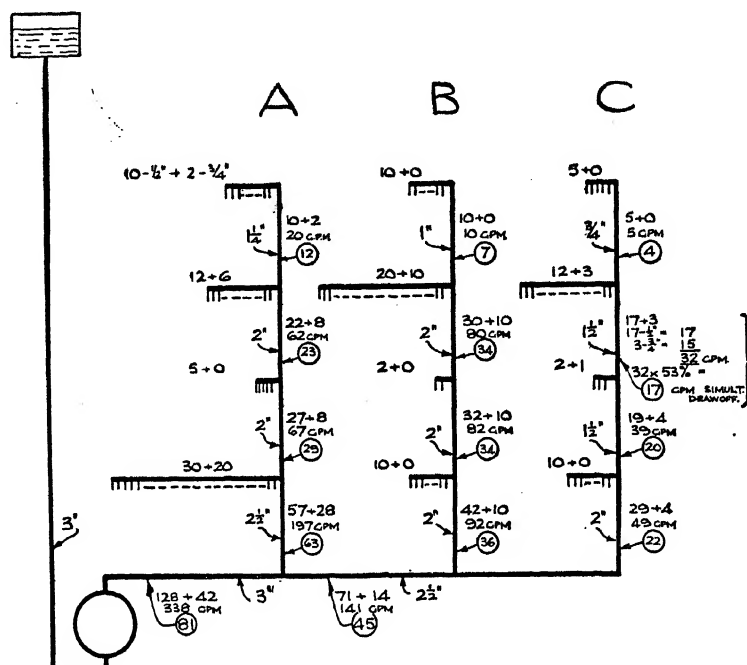 A
B
C
10-½" + 2-¾"
10÷2
20 G.P.M.
12
1¼"
12÷6
22÷8
62 GPM
23
2"
5÷0
27÷8
67 GPM
29
2"
30÷20
57÷28
197 GPM
63
2½"
10÷0
10÷0
10 GPM
7
1"
20÷10
30÷10
80 GPM
34
2"
2÷0
32÷10
82 GPM
34
2"
10÷0
42÷10
92 GPM
36
2"
5÷0
5÷0
5 GPM
4
¾"
12÷3
17÷3
17-½" = 17
3-¾" = 15
32 GPM
32 x 53% =
17 GPM SIMULT. DRAWOFF.
1½"
2÷1
19÷4
39 GPM
20
1½"
10÷0
29÷4
49 GPM
22
2"
3"
128 ÷ 42
338 GPM
81
3"
71 ÷ 14
141 GPM
45
2½"